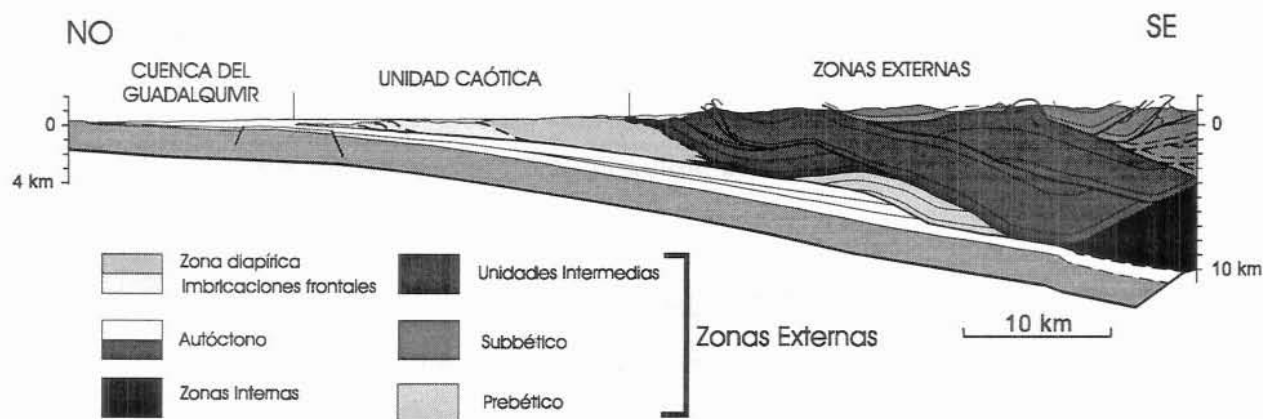 NO
SE
CUENCA DEL
GUADALQUIVIR
UNIDAD CAÓTICA
ZONAS EXTERNAS
0
4 km
0
10 km
10 km
Zona diapírica
Imbricaciones frontales
Autóctono
Zonas Internas
Unidades Intermedias
Subbético
Prebético
Zonas Externas